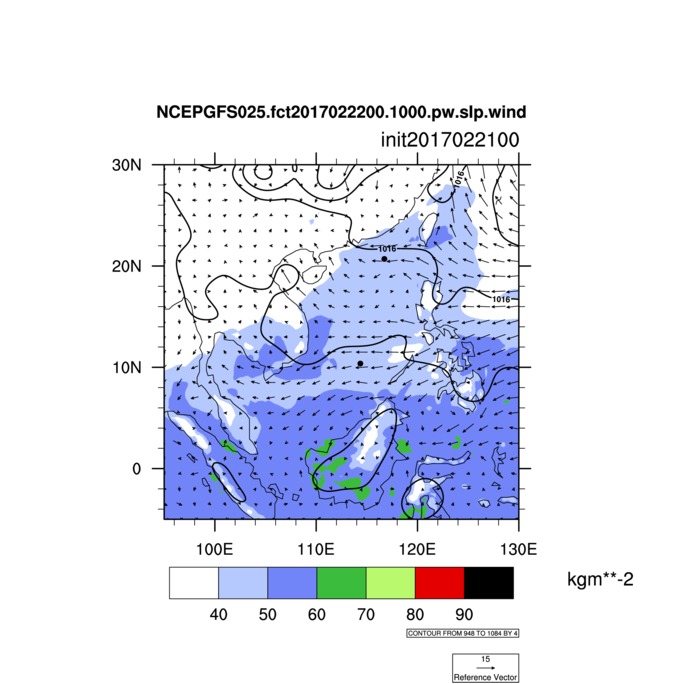 NCEPGFS025.fct2017022200.1000.pw.slp.wind
init2017022100
30N
20N
10N
0
100E 110E 120E 130E
1016
1016
1016
40 50 60 70 80 90
kgm**-2
CONTOUR FROM 948 TO 1084 BY 4
15
Reference Vector